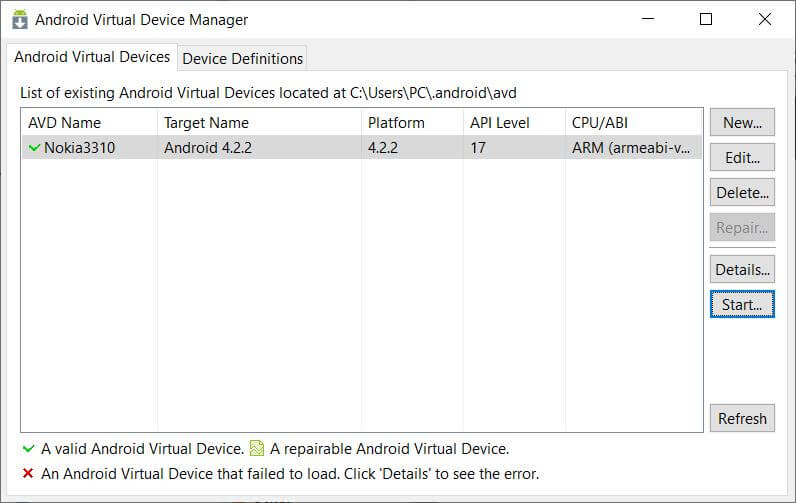 Android Virtual Device Manager
Android Virtual Devices Device Definitions
List of existing Android Virtual Devices located at C:\Users\PC\.android\avd
AVD Name Target Name Platform API Level CPU/ABI
Nokia3310 Android 4.2.2 4.2.2 17 ARM (armeabi-v...
New...
Edit...
Delete...
Repair...
Details...
Start...
Refresh
A valid Android Virtual Device. A repairable Android Virtual Device.
An Android Virtual Device that failed to load. Click 'Details' to see the error.